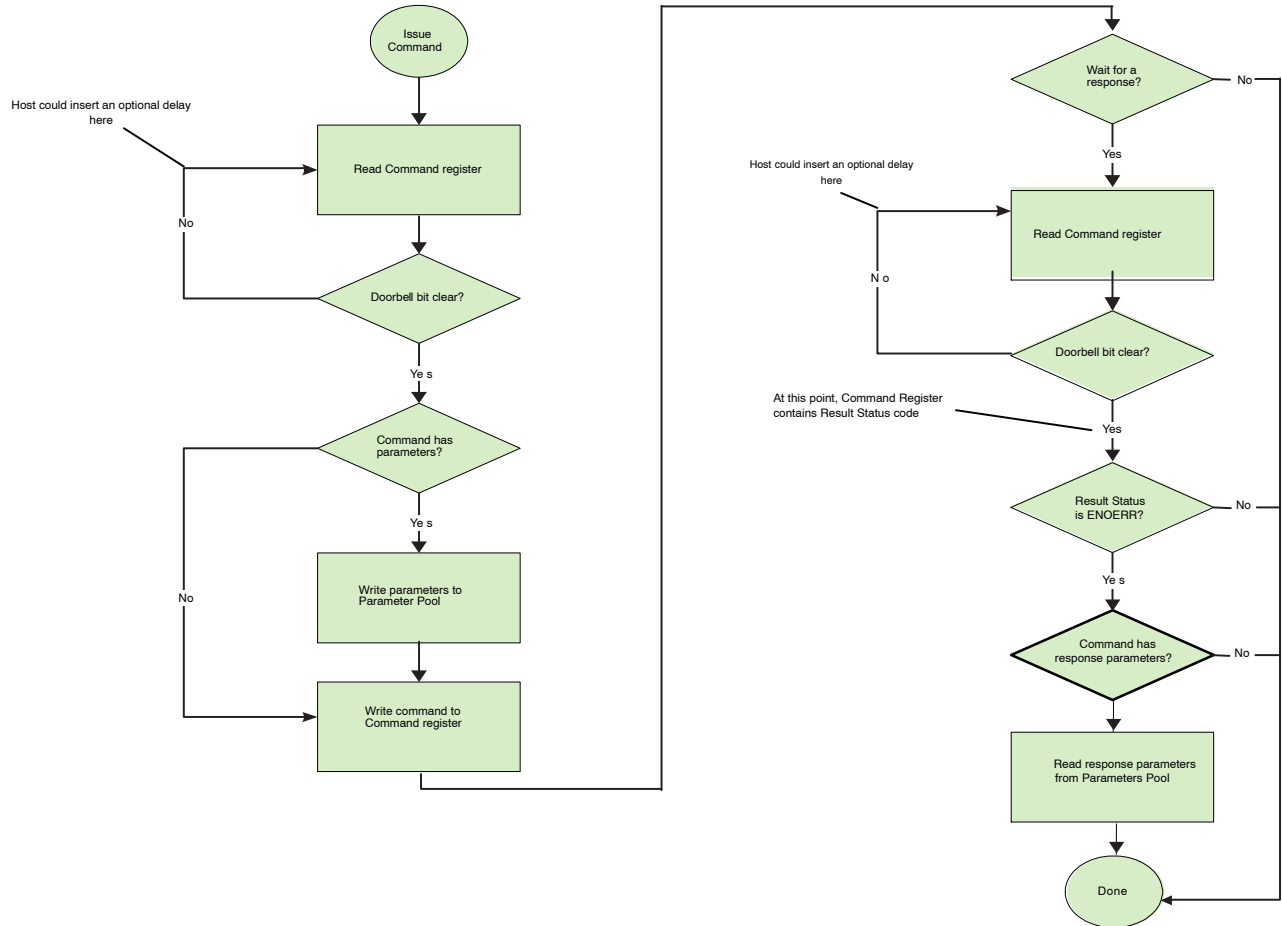 Issue
Command
Host could insert an optional delay
here
Read Command register
No
Doorbell bit clear?
Ye s
Command has
parameters?
Ye s
No
Write parameters to
Parameter Pool
Write command to
Command register
Wait for a
response?
No
Yes
Host could insert an optional delay
here
Read Command register
N o
Doorbell bit clear?
At this point, Command Register
contains Result Status code
Yes
Result Status
is ENOERR?
No
Ye s
Command has
response parameters?
No
Read response parameters
from Parameters Pool
Done